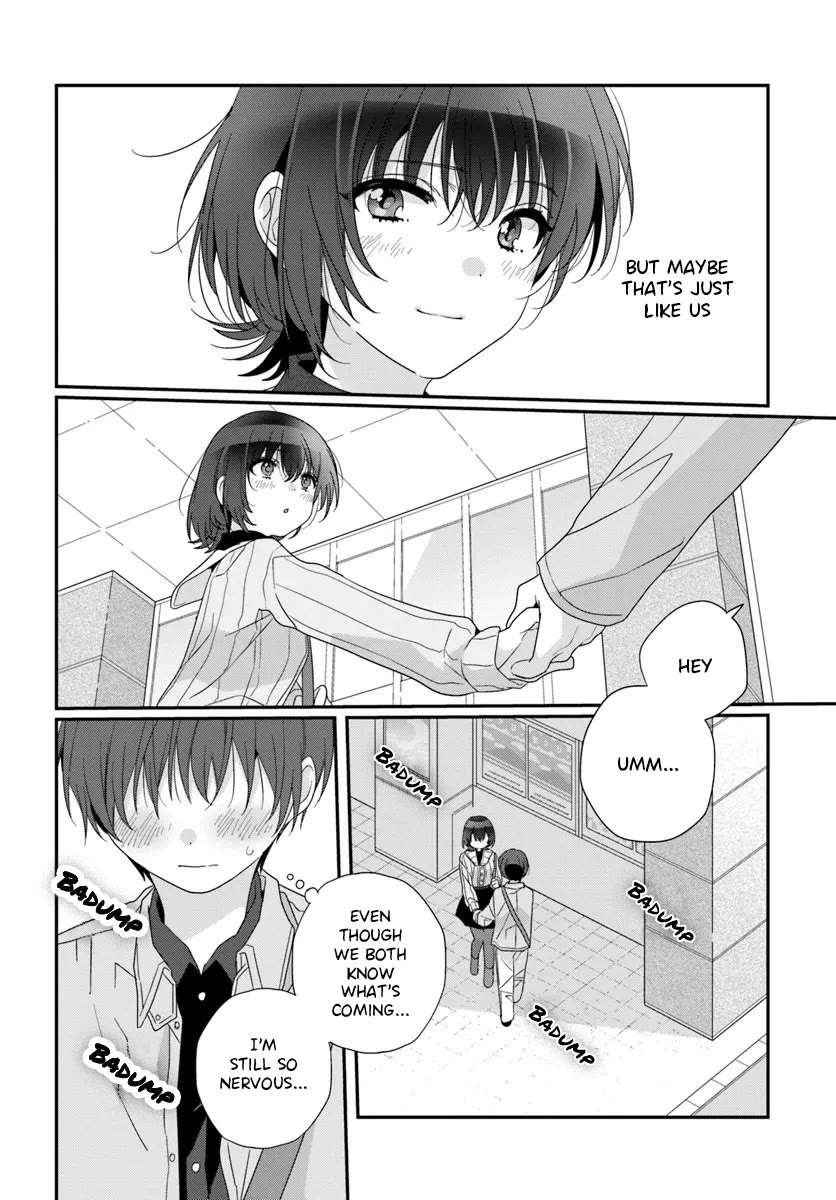 BUT MAYBE
THAT'S JUST
LIKE US
HEY
UMM...
BADUMP
BADUMP
BADUMP
EVEN
THOUGH
WE BOTH
KNOW
WHAT'S
COMING...
I'M
STILL SO
NERVOUS...
BADUMP
BADUMP